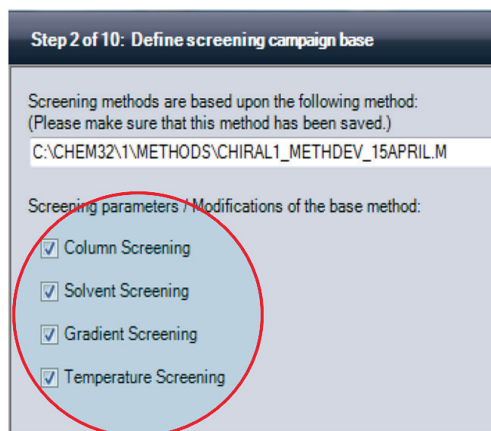 Step 2 of 10: Define screening campaign base
Screening methods are based upon the following method:
(Please make sure that this method has been saved.)
C:\CHEM32\1\METHODS\CHIRAL1_METHDEV_15APRIL.M
Screening parameters / Modifications of the base method:
Column Screening
Solvent Screening
Gradient Screening
Temperature Screening